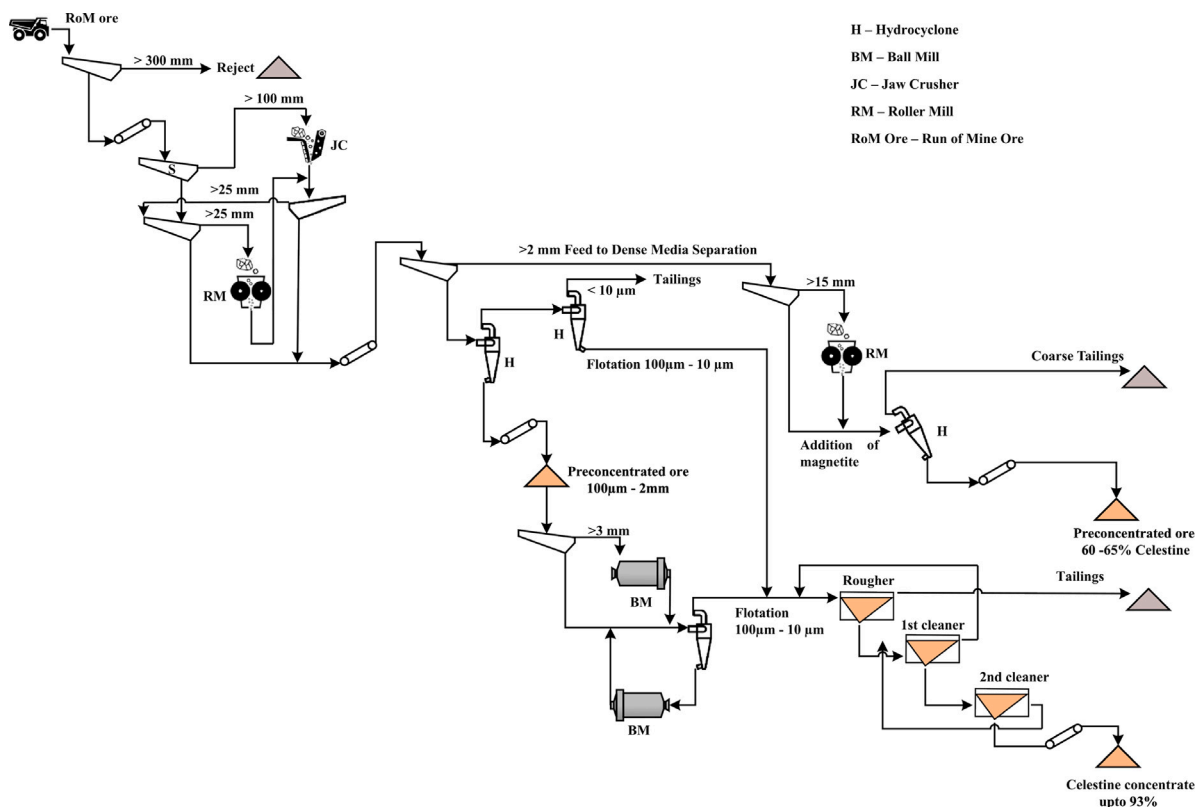 RoM ore
> 300 mm
Reject
H – Hydrocyclone
BM – Ball Mill
JC – Jaw Crusher
RM – Roller Mill
RoM Ore – Run of Mine Ore
> 100 mm
JC
S
>25 mm
>25 mm
RM
>2 mm Feed to Dense Media Separation
Tailings
< 10 µm
H
H
Flotation 100µm - 10 µm
>15 mm
RM
Coarse Tailings
H
Addition of
magnetite
Preconcentrated ore
100µm - 2mm
Preconcentrated ore
60 -65% Celestine
>3 mm
BM
Flotation
100µm - 10 µm
Rougher
Tailings
1st cleaner
2nd cleaner
BM
Celestine concentrate
upto 93%